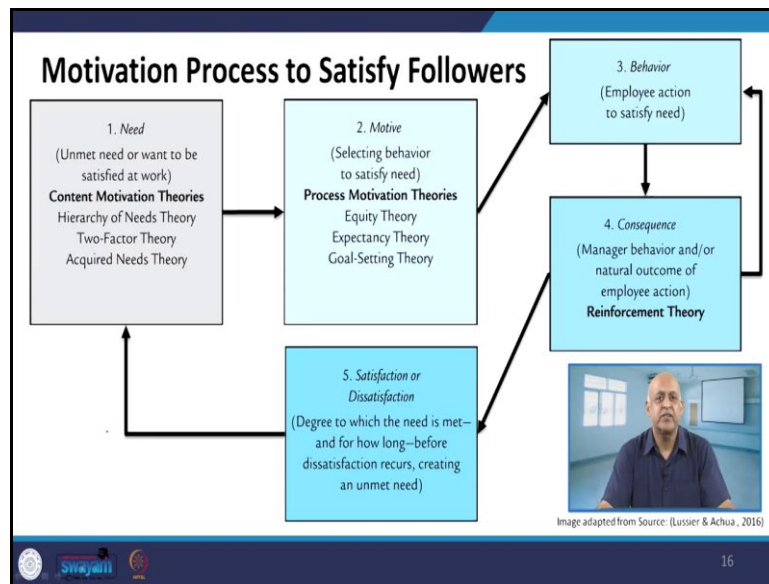 Motivation Process to Satisfy Followers
1. Need
(Unmet need or want to be
satisfied at work)
Content Motivation Theories
Hierarchy of Needs Theory
Two-Factor Theory
Acquired Needs Theory
2. Motive
(Selecting behavior
to satisfy need)
Process Motivation Theories
Equity Theory
Expectancy Theory
Goal-Setting Theory
3. Behavior
(Employee action
to satisfy need)
4. Consequence
(Manager behavior and/or
natural outcome of
employee action)
Reinforcement Theory
5. Satisfaction or
Dissatisfaction
(Degree to which the need is met—
and for how long—before
dissatisfaction recurs, creating
an unmet need)
Image adapted from Source: (Lussier & Achua , 2016)
swayam
16